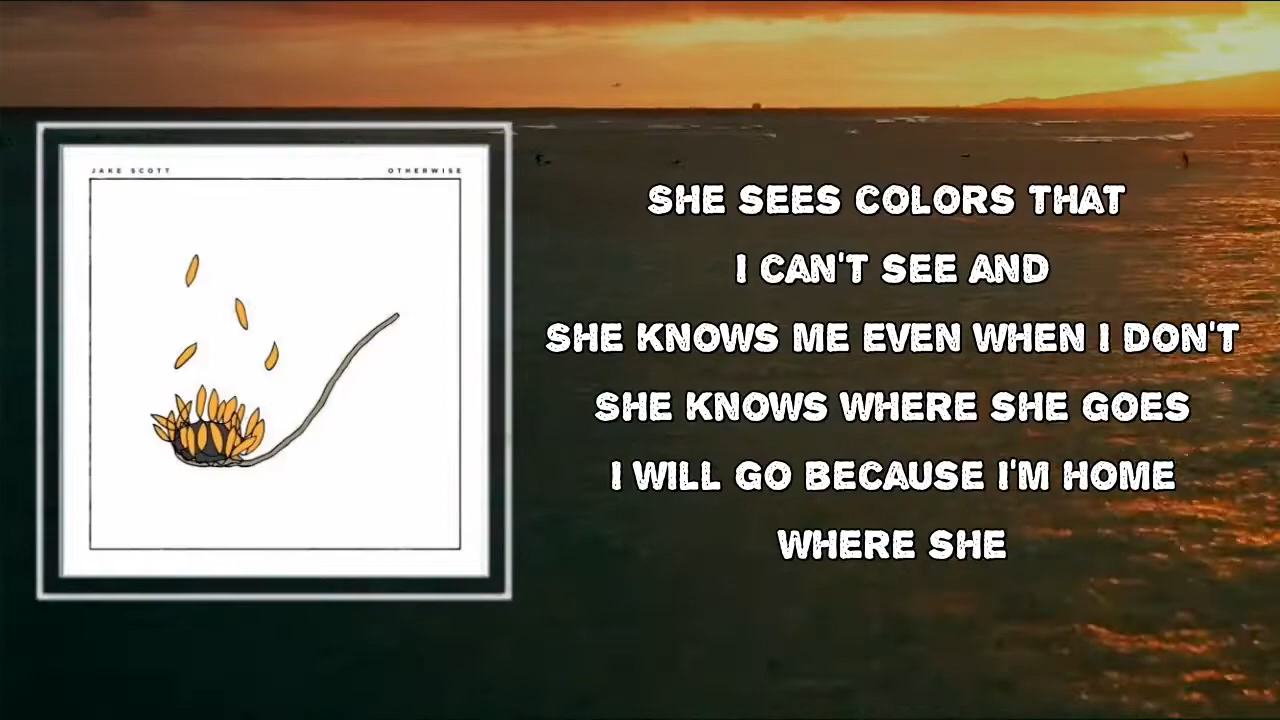 JAKE SCOTT
OTHERWISE
SHE SEES COLORS THAT
I CAN'T SEE AND
SHE KNOWS ME EVEN WHEN I DON'T
SHE KNOWS WHERE SHE GOES
I WILL GO BECAUSE I'M HOME
WHERE SHE